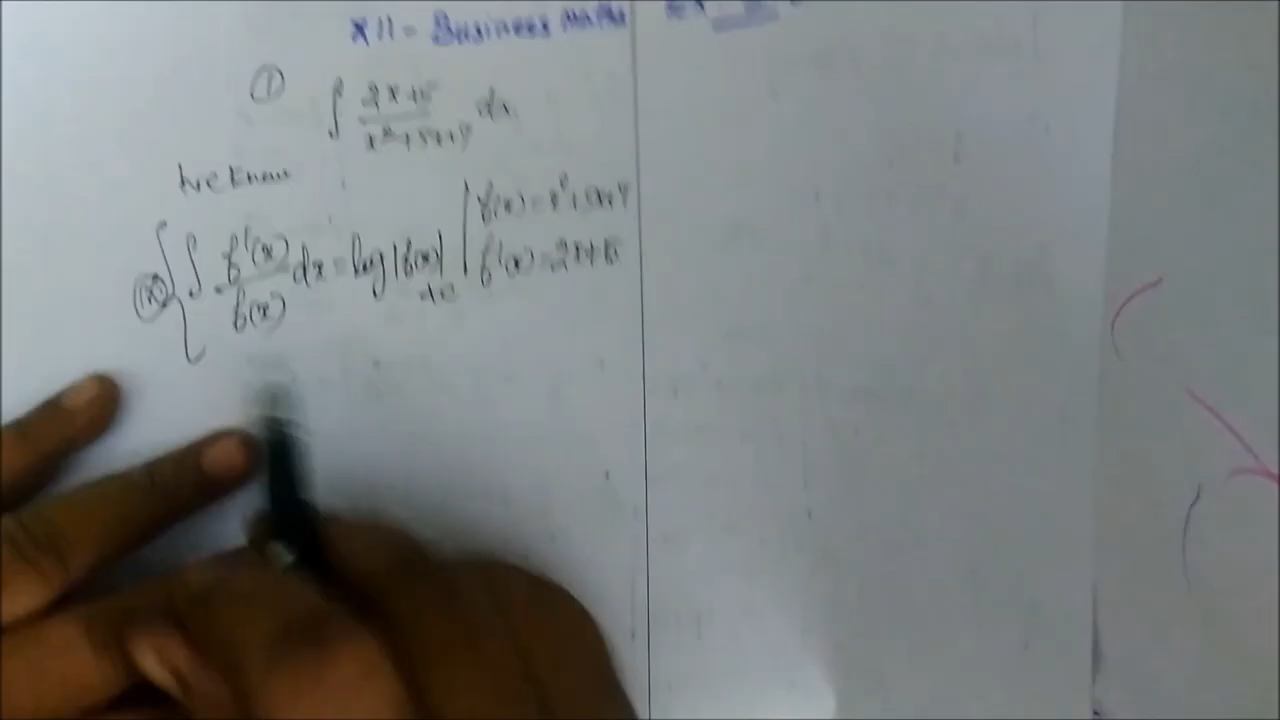 XII - Business Maths Ex
① ∫ 2x+5 / x²+5x+7 dx
We know
∫ f'(x) / f(x) dx = log |f(x)| + c
f(x) = x²+5x+7
f'(x) = 2x+5